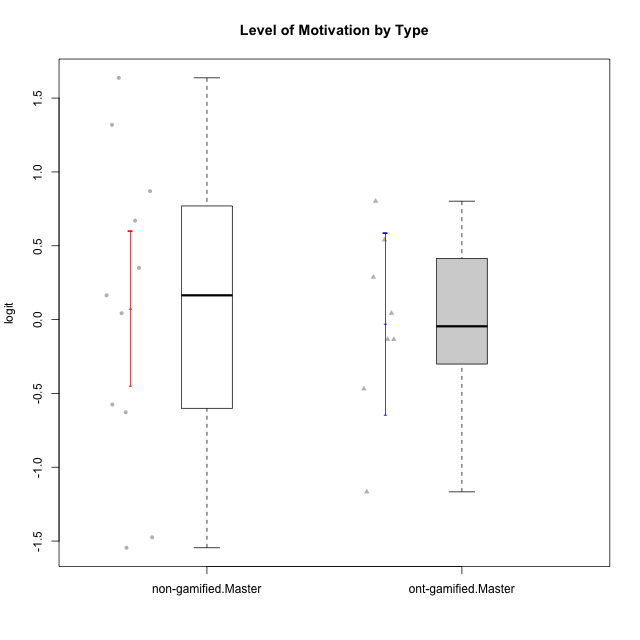 Level of Motivation by Type
1.5
1.0
0.5
0.0
-0.5
-1.0
-1.5
logit
non-gamified.Master
ont-gamified.Master